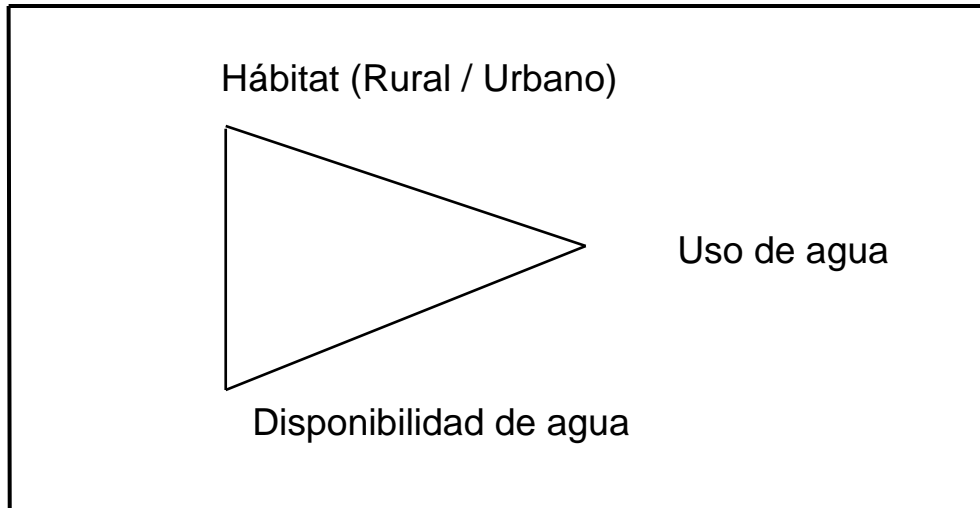 Hábitat (Rural / Urbano)
Uso de agua
Disponibilidad de agua